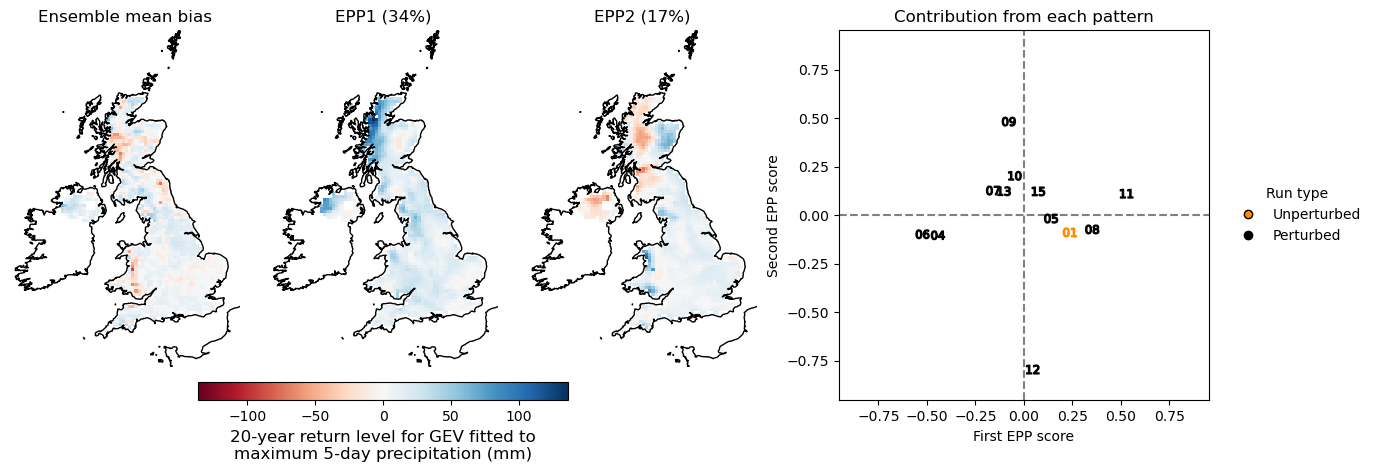 Ensemble mean bias
EPP1 (34%)
EPP2 (17%)
Contribution from each pattern
0.75
0.50
0.25
0.00
−0.25
−0.50
−0.75
Second EPP score
09
10
07
13
15
11
05
01
08
06
04
12
−0.75
−0.50
−0.25
0.00
0.25
0.50
0.75
First EPP score
Run type
Unperturbed
Perturbed
−100
−50
0
50
100
20-year return level for GEV fitted to
maximum 5-day precipitation (mm)